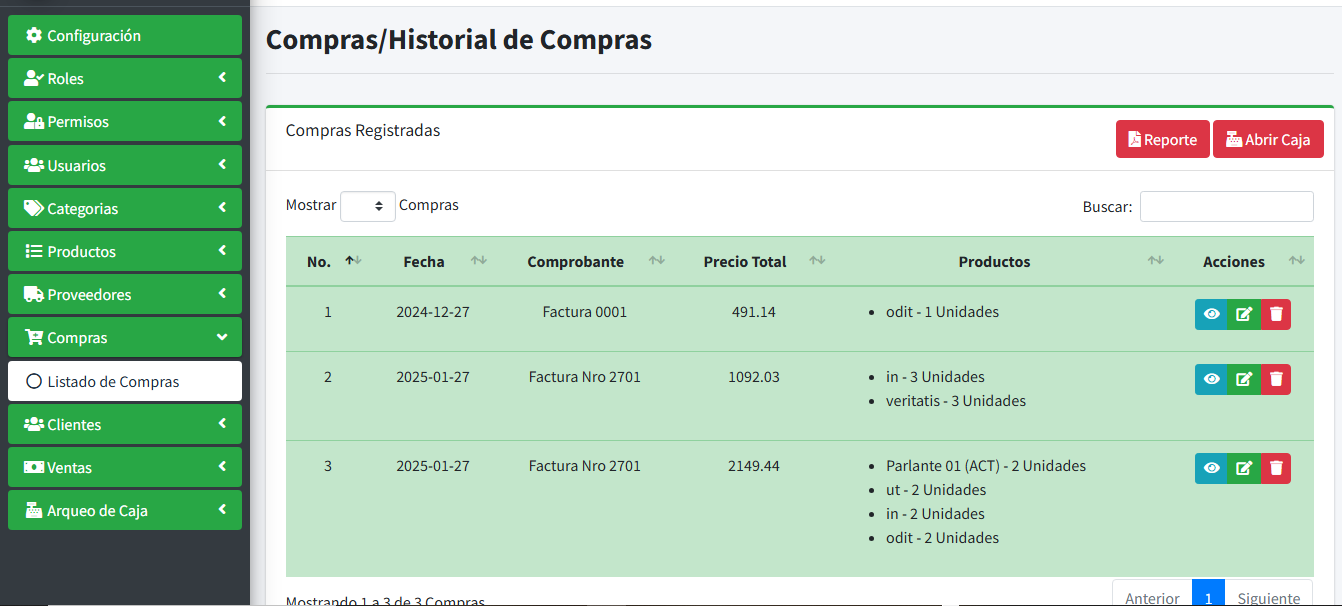 Configuración
Roles
Permisos
Usuarios
Categorias
Productos
Proveedores
Compras
Listado de Compras
Clientes
Ventas
Arqueo de Caja
Compras/Historial de Compras
Compras Registradas
Reporte Abrir Caja
Mostrar Compras Buscar:
No. Fecha Comprobante Precio Total Productos Acciones
1 2024-12-27 Factura 0001 491.14 odit - 1 Unidades
2 2025-01-27 Factura Nro 2701 1092.03 in - 3 Unidades
veritatis - 3 Unidades
3 2025-01-27 Factura Nro 2701 2149.44 Parlante 01 (ACT) - 2 Unidades
ut - 2 Unidades
in - 2 Unidades
odit - 2 Unidades
Mostrando 1 a 3 de 3 Compras Anterior 1 Siguiente